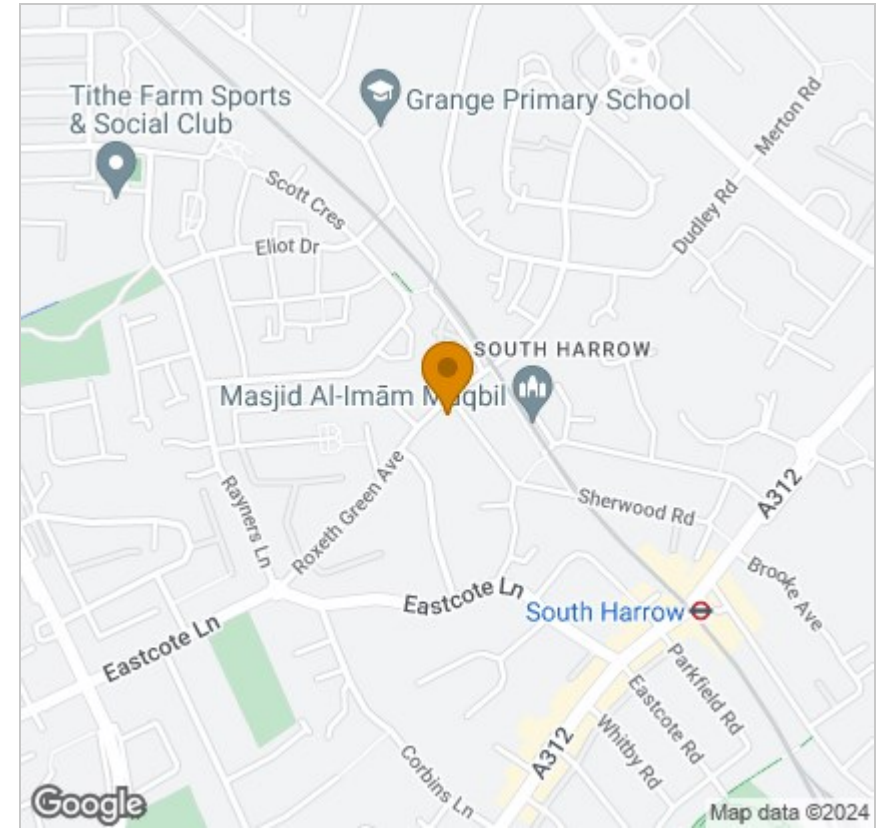 Tithe Farm Sports
& Social Club
Grange Primary School
Merton Rd
Scott Cres
Dudley Rd
Eliot Dr
SOUTH HARROW
Masjid Al-Imām Maqbil
Rayners Ln
Roxeth Green Ave
Sherwood Rd
A312
Brooke Ave
Eastcote Ln
South Harrow
Eastcote Ln
Parkfield Rd
Eastcote Rd
Whitby Rd
A312
Corbins Ln
Google
Map data ©2024